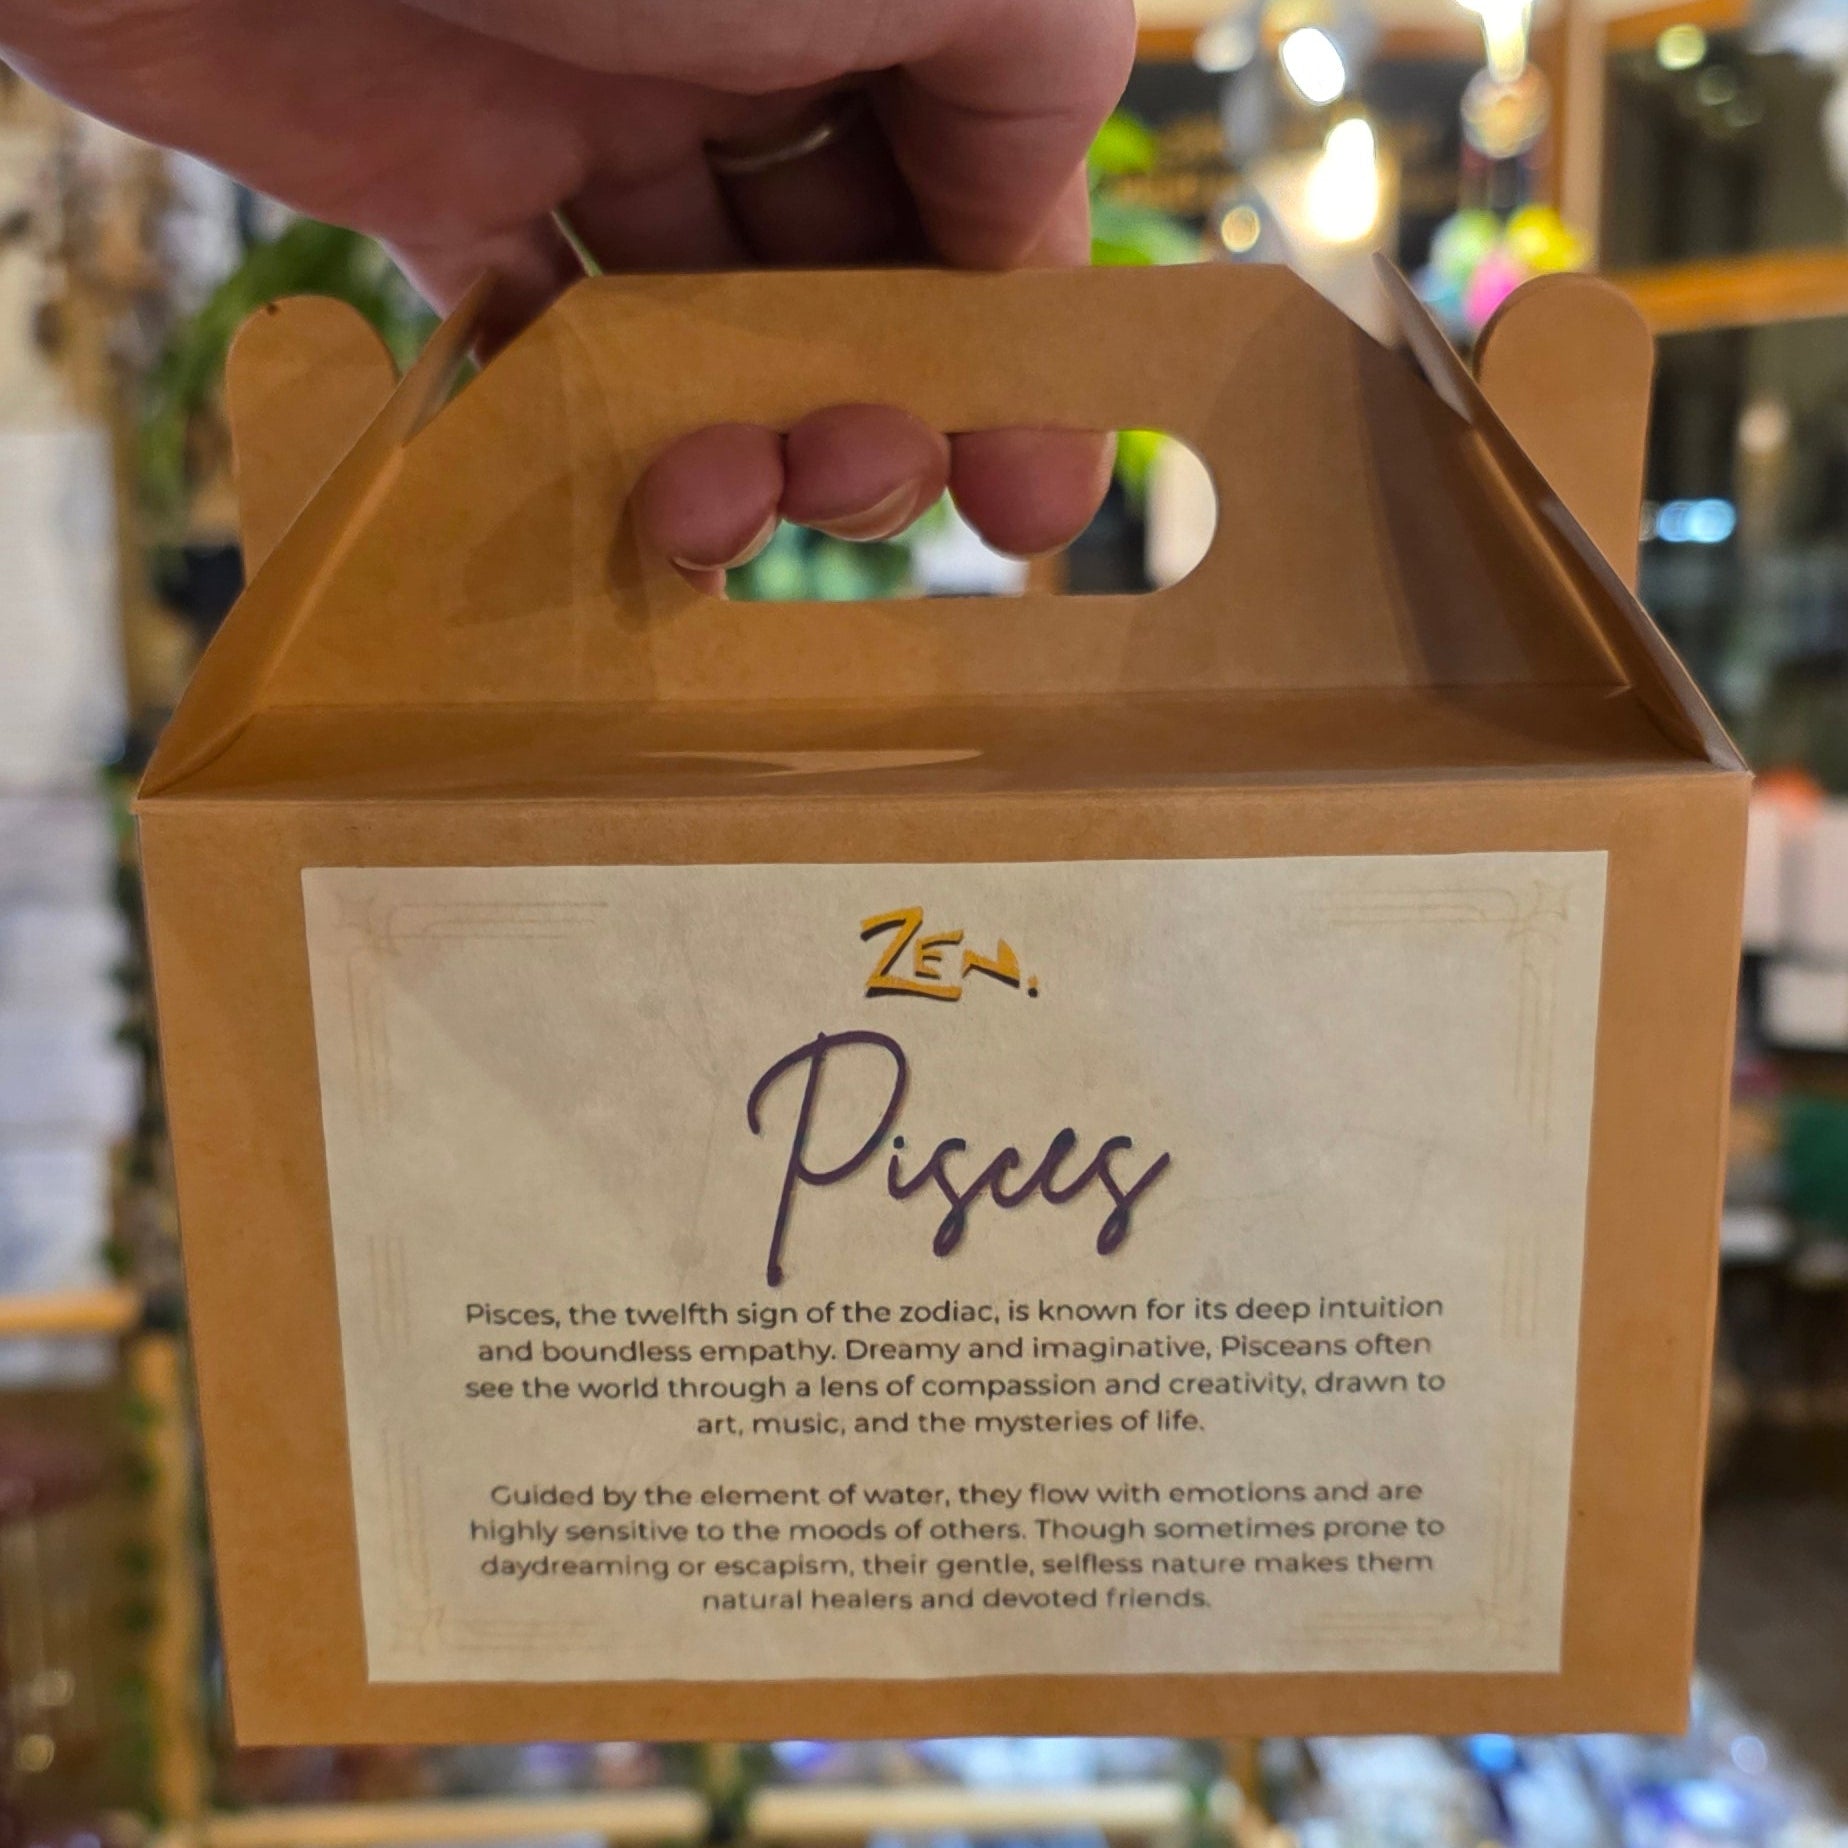 ZEN.
Pisces
Pisces, the twelfth sign of the zodiac, is known for its deep intuition
and boundless empathy. Dreamy and imaginative, Pisceans often
see the world through a lens of compassion and creativity, drawn to
art, music, and the mysteries of life.
Guided by the element of water, they flow with emotions and are
highly sensitive to the moods of others. Though sometimes prone to
daydreaming or escapism, their gentle, selfless nature makes them
natural healers and devoted friends.